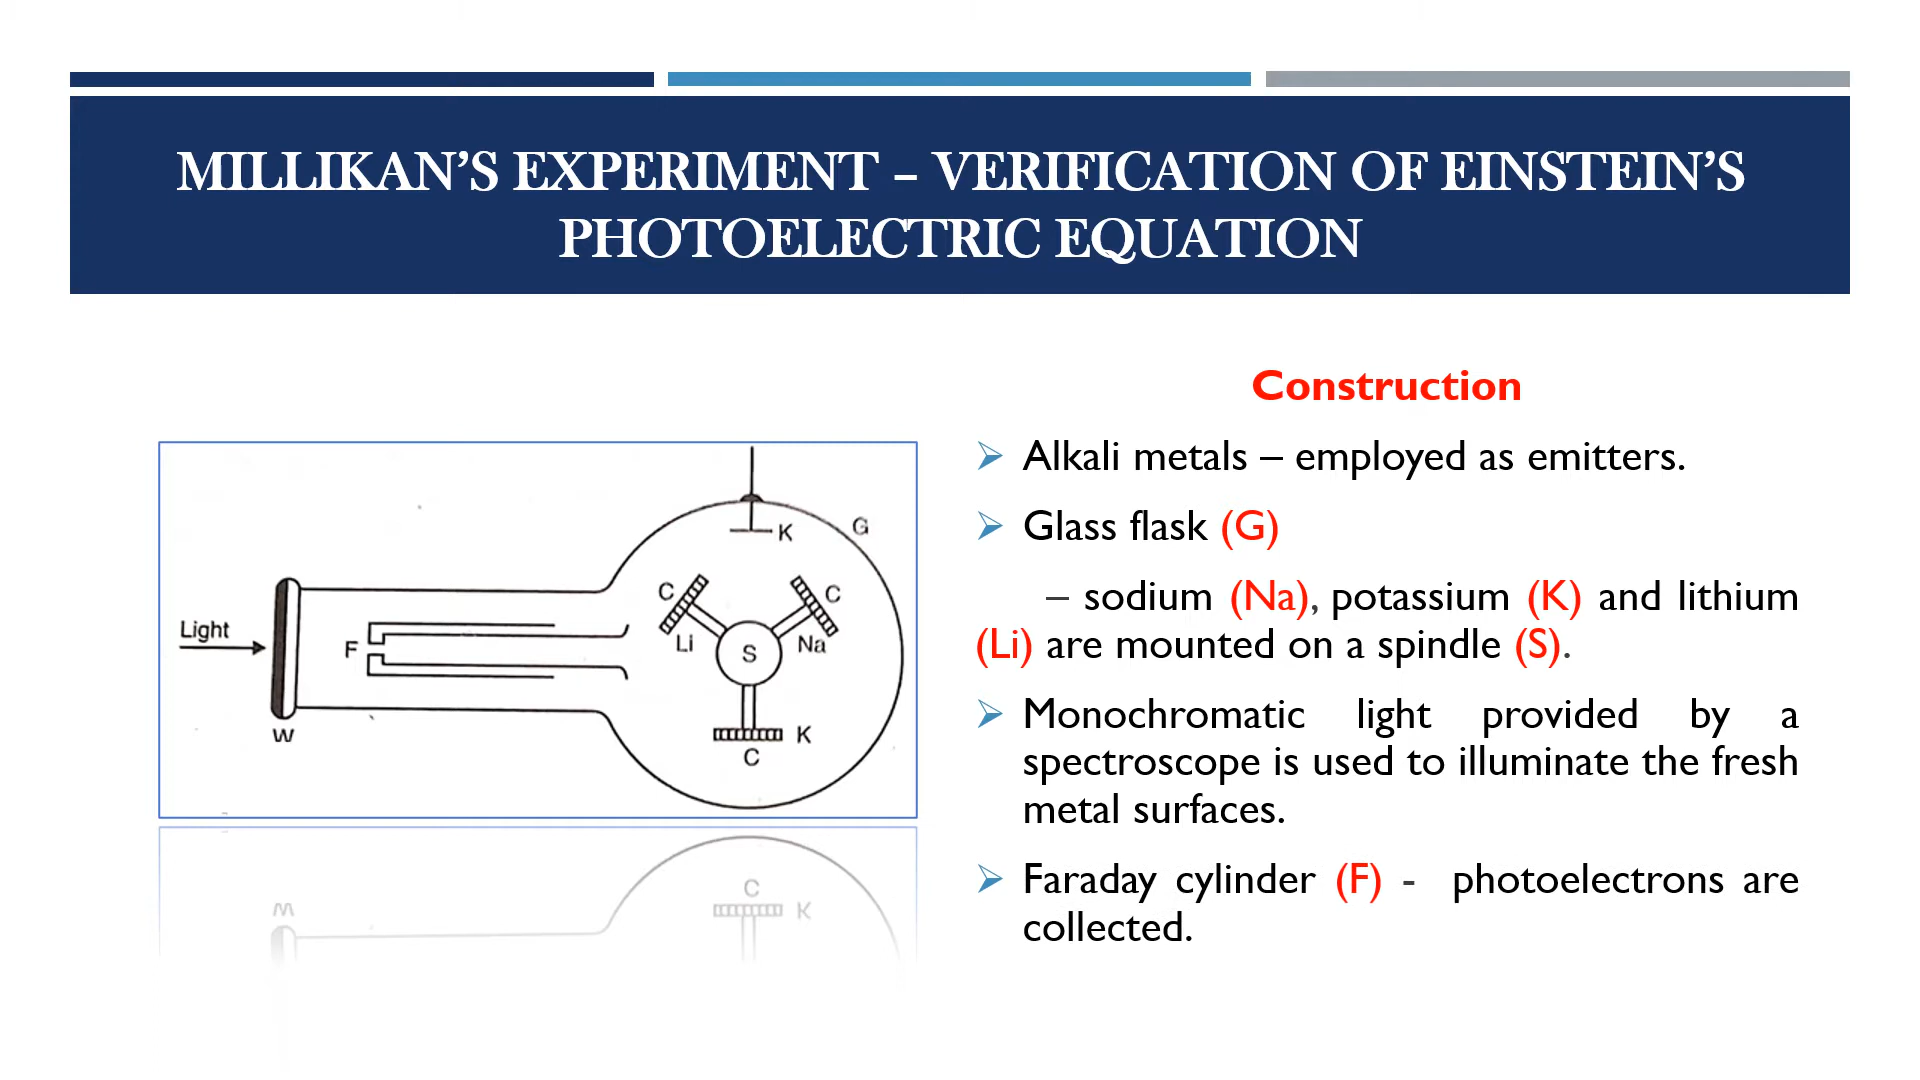 MILLIKAN’S EXPERIMENT – VERIFICATION OF EINSTEIN’S
PHOTOELECTRIC EQUATION
K
G
C
C
Light
F
Li
S
Na
W
K
C
C
K
W
Construction
Alkali metals – employed as emitters.
Glass flask (G)
– sodium (Na), potassium (K) and lithium
(Li) are mounted on a spindle (S).
Monochromatic light provided by a
spectroscope is used to illuminate the fresh
metal surfaces.
Faraday cylinder (F) - photoelectrons are
collected.